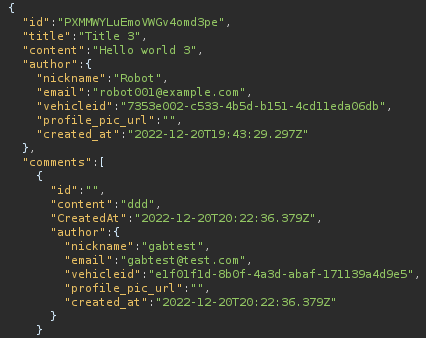 {
"id":"PXMMWYLuEmoVWGv4omd3pe",
"title":"Title 3",
"content":"Hello world 3",
"author":{
"nickname":"Robot",
"email":"robot001@example.com",
"vehicleid":"7353e002-c533-4b5d-b151-4cd11eda06db",
"profile_pic_url":"",
"created_at":"2022-12-20T19:43:29.297Z"
},
"comments":[
{
"id":"",
"content":"ddd",
"CreatedAt":"2022-12-20T20:22:36.379Z",
"author":{
"nickname":"gabtest",
"email":"gabtest@test.com",
"vehicleid":"e1f01f1d-8b0f-4a3d-abaf-171139a4d9e5",
"profile_pic_url":"",
"created_at":"2022-12-20T20:22:36.379Z"
}
}